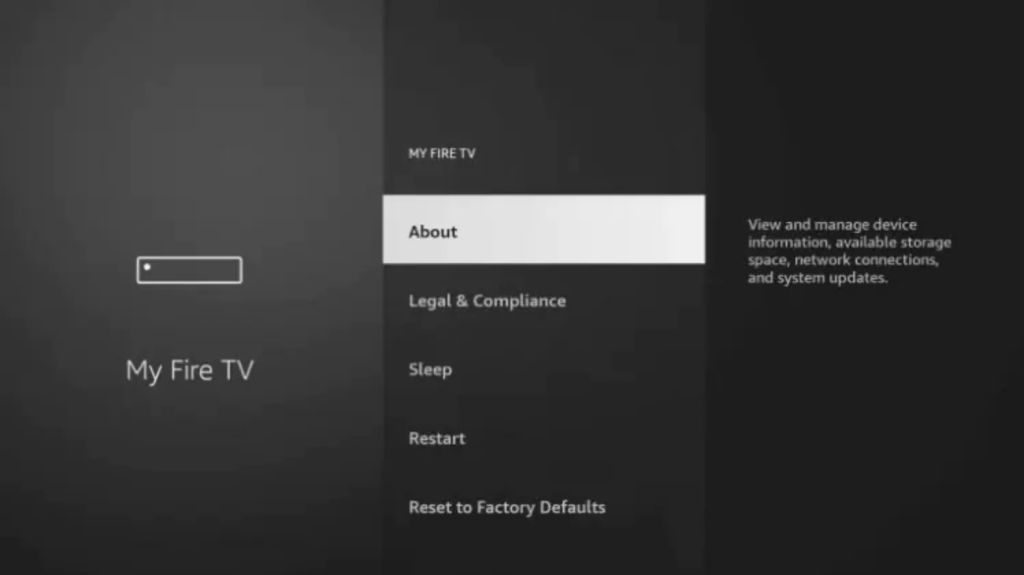 MY FIRE TV
About
Legal & Compliance
Sleep
Restart
Reset to Factory Defaults
My Fire TV
View and manage device
information, available storage
space, network connections,
and system updates.